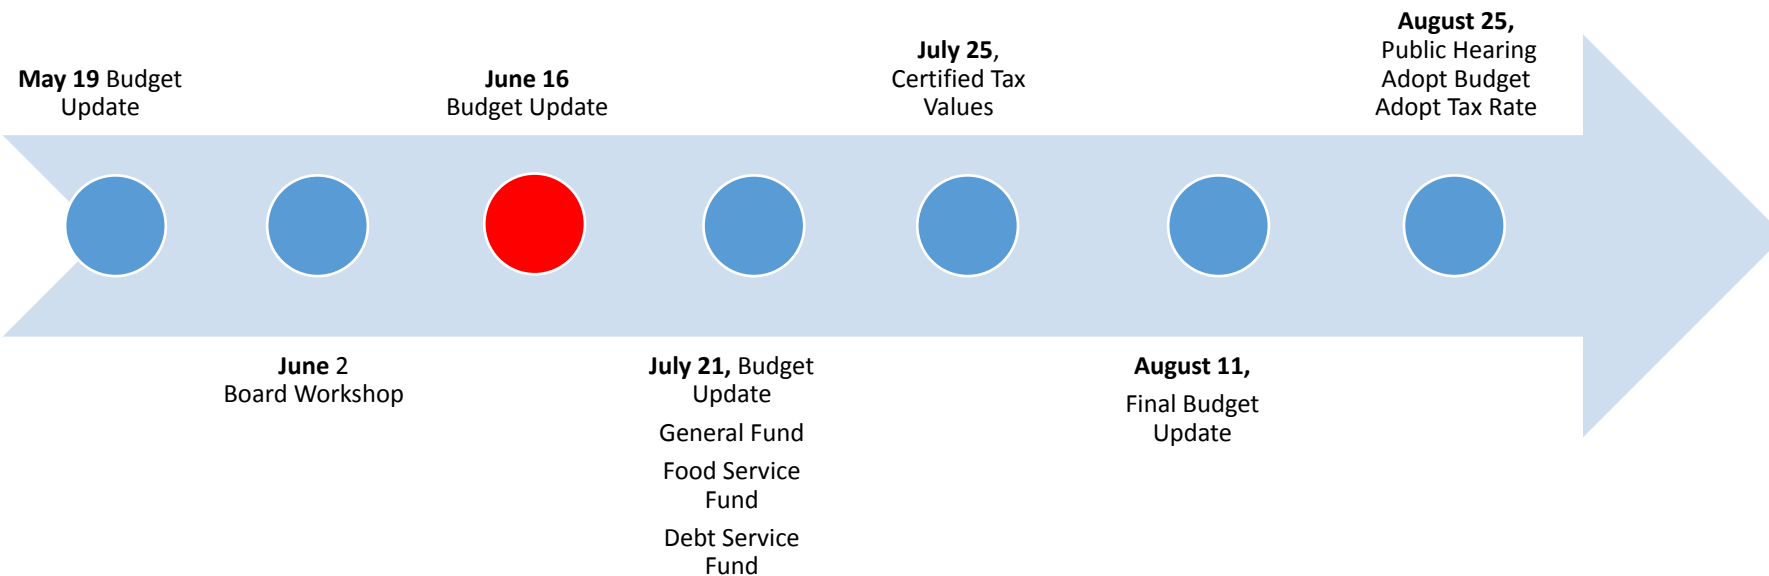 May 19 Budget
Update
June 2
Board Workshop
June 16
Budget Update
July 21, Budget
Update
General Fund
Food Service
Fund
Debt Service
Fund
July 25,
Certified Tax
Values
August 11,
Final Budget
Update
August 25,
Public Hearing
Adopt Budget
Adopt Tax Rate